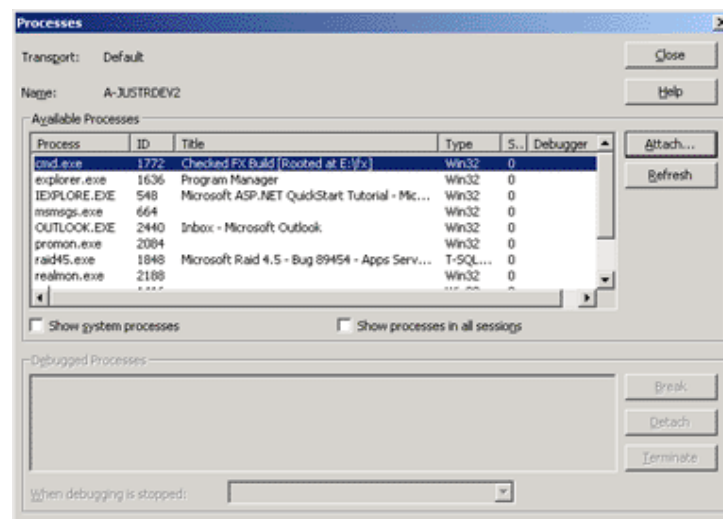 Processes
Transport: Default
Close
Name: A-JUSTRDEV2
Help
Available Processes
Process ID Title Type S... Debugger
Attach...
cmd.exe 1772 Checked FX Build [Rooted at E:\fx] Win32 0
explorer.exe 1636 Program Manager Win32 0
Refresh
IEXPLORE.EXE 548 Microsoft ASP.NET QuickStart Tutorial - Mic... Win32 0
msmsgs.exe 664 Win32 0
OUTLOOK.EXE 2440 Inbox - Microsoft Outlook Win32 0
promon.exe 2084 Win32 0
raid45.exe 1848 Microsoft Raid 4.5 - Bug 89454 - Apps Serv... T-SQL... 0
realmon.exe 2188 Win32 0
Show system processes
Show processes in all sessions
Debugged Processes
Break
Detach
Terminate
When debugging is stopped: